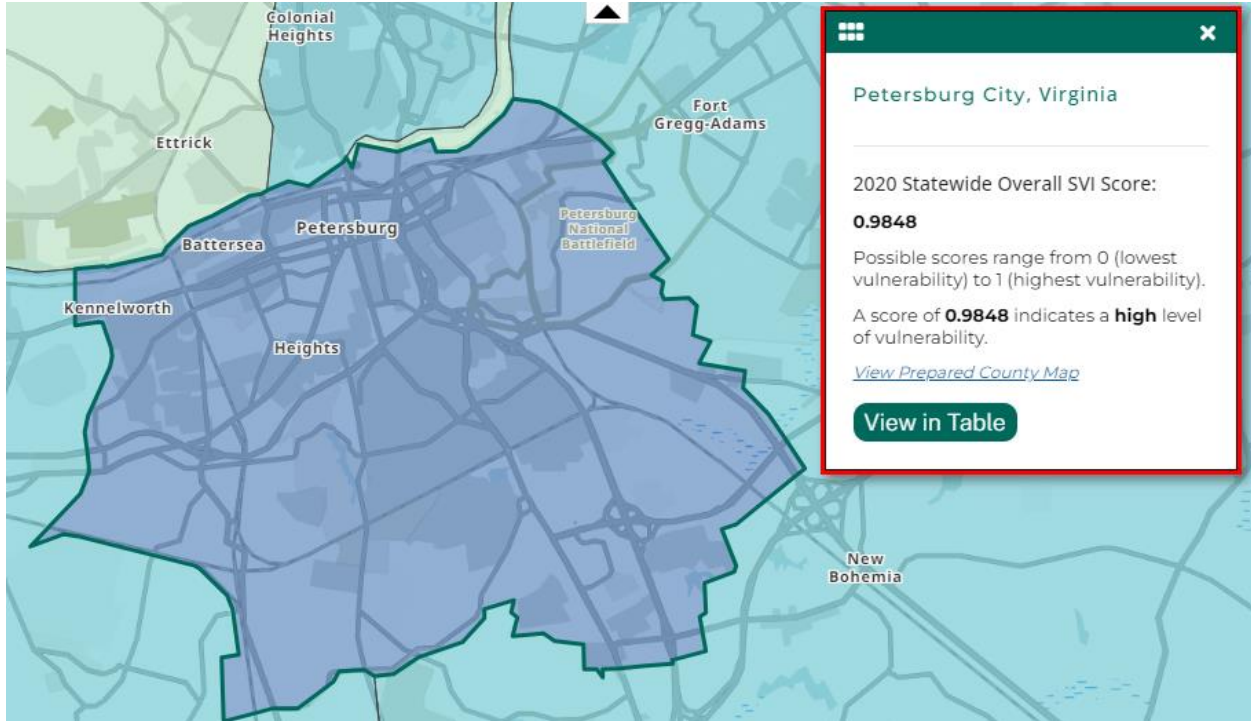 Colonial
Heights
Fort
Gregg-Adams
Ettrick
Petersburg
National
Battlefield
Petersburg
Battersea
Kennelworth
Heights
New
Bohemia
Petersburg City, Virginia
2020 Statewide Overall SVI Score:
0.9848
Possible scores range from 0 (lowest
vulnerability) to 1 (highest vulnerability).
A score of 0.9848 indicates a high level
of vulnerability.
View Prepared County Map
View in Table